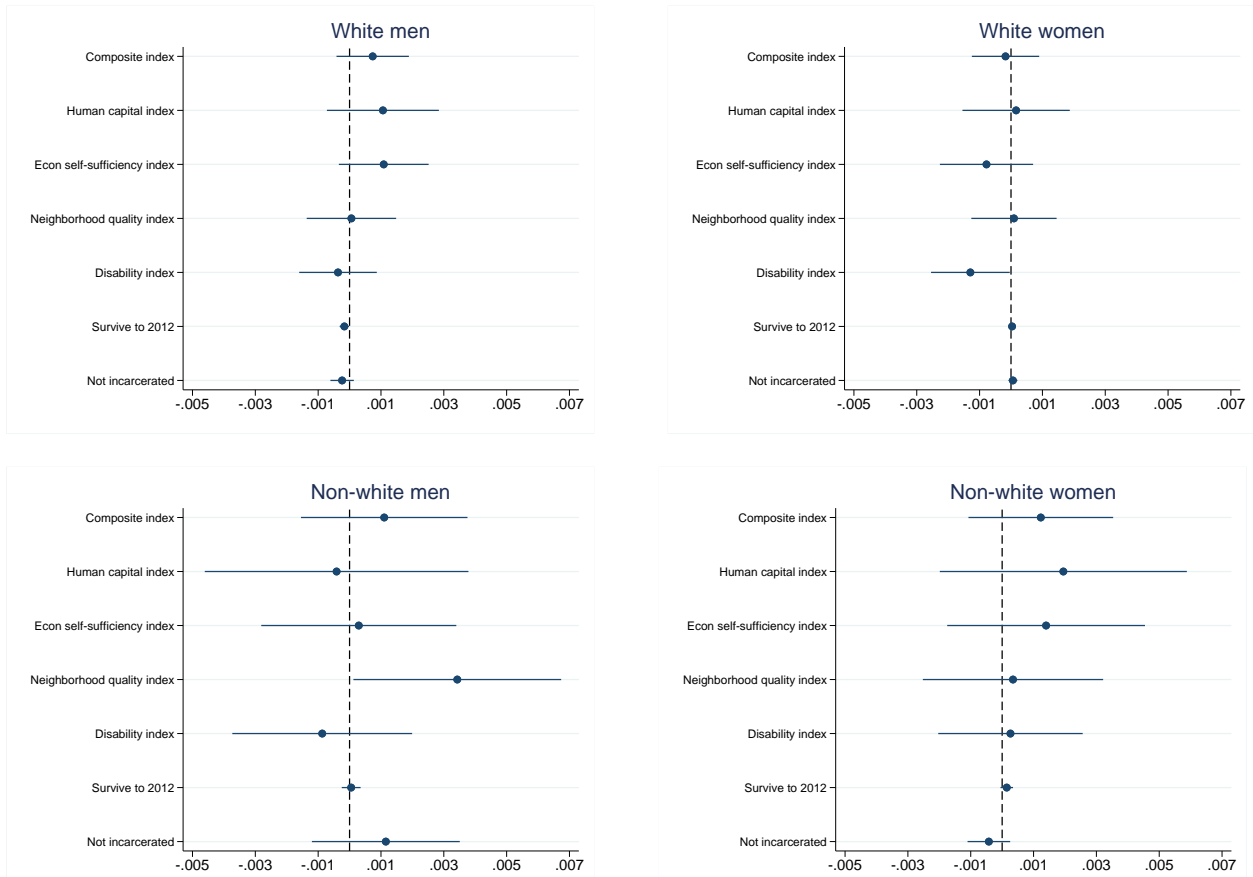 White men
Composite index
Human capital index
Econ self-sufficiency index
Neighborhood quality index
Disability index
Survive to 2012
Not incarcerated
-.005 -.003 -.001 .001 .003 .005 .007
White women
Composite index
Human capital index
Econ self-sufficiency index
Neighborhood quality index
Disability index
Survive to 2012
Not incarcerated
-.005 -.003 -.001 .001 .003 .005 .007
Non-white men
Composite index
Human capital index
Econ self-sufficiency index
Neighborhood quality index
Disability index
Survive to 2012
Not incarcerated
-.005 -.003 -.001 .001 .003 .005 .007
Non-white women
Composite index
Human capital index
Econ self-sufficiency index
Neighborhood quality index
Disability index
Survive to 2012
Not incarcerated
-.005 -.003 -.001 .001 .003 .005 .007